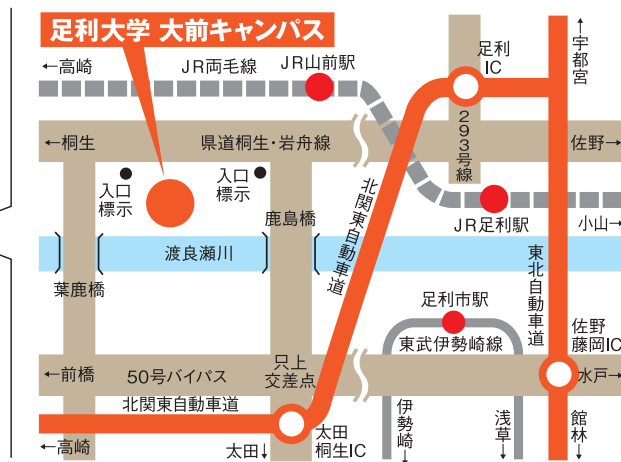 足利大学 大前キャンパス
←高崎
JR両毛線
JR山前駅
足利
IC
↑宇都宮
←桐生
県道桐生・岩舟線
293号線
佐野→
入口
標示
入口
標示
鹿島橋
北関東自動車道
JR足利駅
小山→
渡良瀬川
東北自動車道
葉鹿橋
足利市駅
東武伊勢崎線
佐野
藤岡IC
←前橋
50号バイパス
只上
交差点
水戸→
北関東自動車道
←高崎
太田↓
太田
桐生IC
伊勢崎↓
浅草↓
館林↓